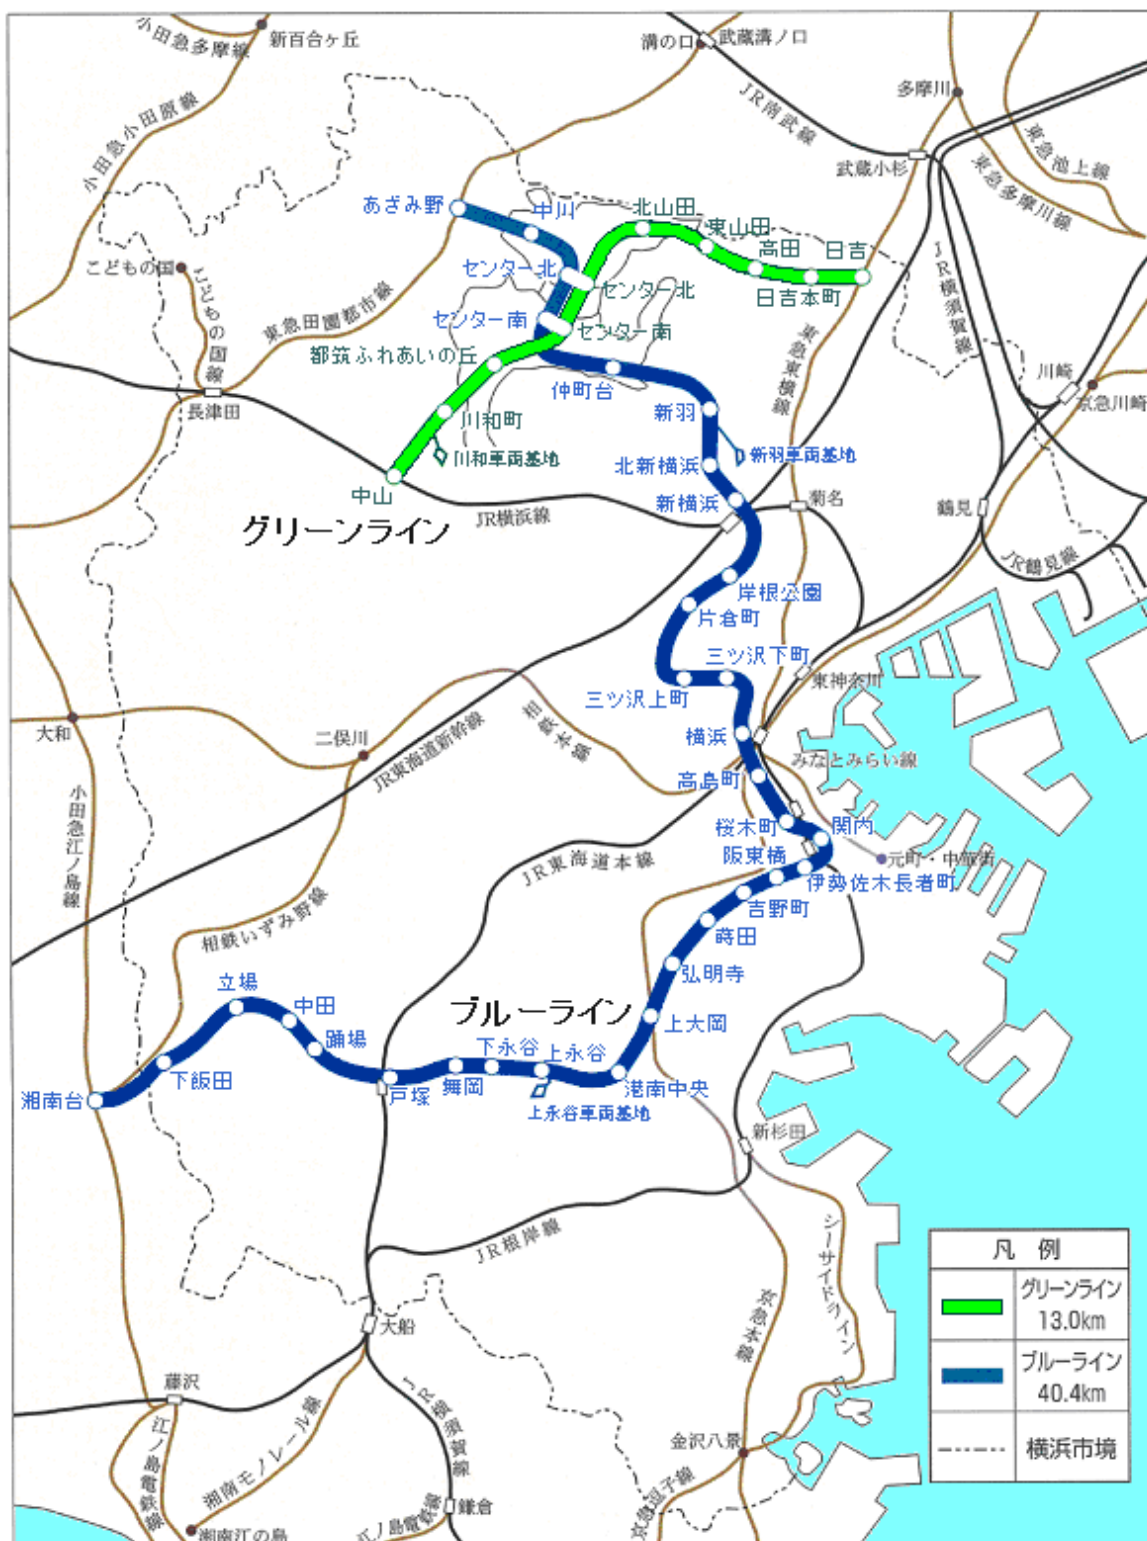 小田急多摩線
新百合ヶ丘
溝の口
武蔵溝ノ口
多摩川
JR南武線
小田急小田原線
武蔵小杉
東急池上線
東急多摩川線
あざみ野
中川
北山田
東山田
高田
日吉
こどもの国
こどもの国線
センター北
センター北
日吉本町
JR横須賀線
東急田園都市線
センター南
センター南
東急東横線
都筑ふれあいの丘
仲町台
川崎
京急川崎
長津田
川和町
新羽
川和車両基地
新羽車両基地
北新横浜
中山
新横浜
菊名
鶴見
JR横浜線
グリーンライン
JR鶴見線
岸根公園
片倉町
三ツ沢下町
東神奈川
三ツ沢上町
大和
二俣川
相鉄本線
横浜
みなとみらい線
JR東海道新幹線
高島町
小田急江ノ島線
桜木町
関内
JR東海道本線
阪東橋
元町・中華街
伊勢佐木長者町
吉野町
相鉄いずみ野線
蒔田
弘明寺
立場
中田
ブルーライン
上大岡
踊場
下飯田
下永谷
上永谷
湘南台
戸塚
舞岡
港南中央
上永谷車両基地
新杉田
JR根岸線
シーサイドライン
京急本線
大船
藤沢
JR横須賀線
江ノ島電鉄線
湘南モノレール線
金沢八景
京急逗子線
鎌倉
江ノ島電鉄線
湘南江の島
凡 例
グリーンライン
13.0km
ブルーライン
40.4km
横浜市境